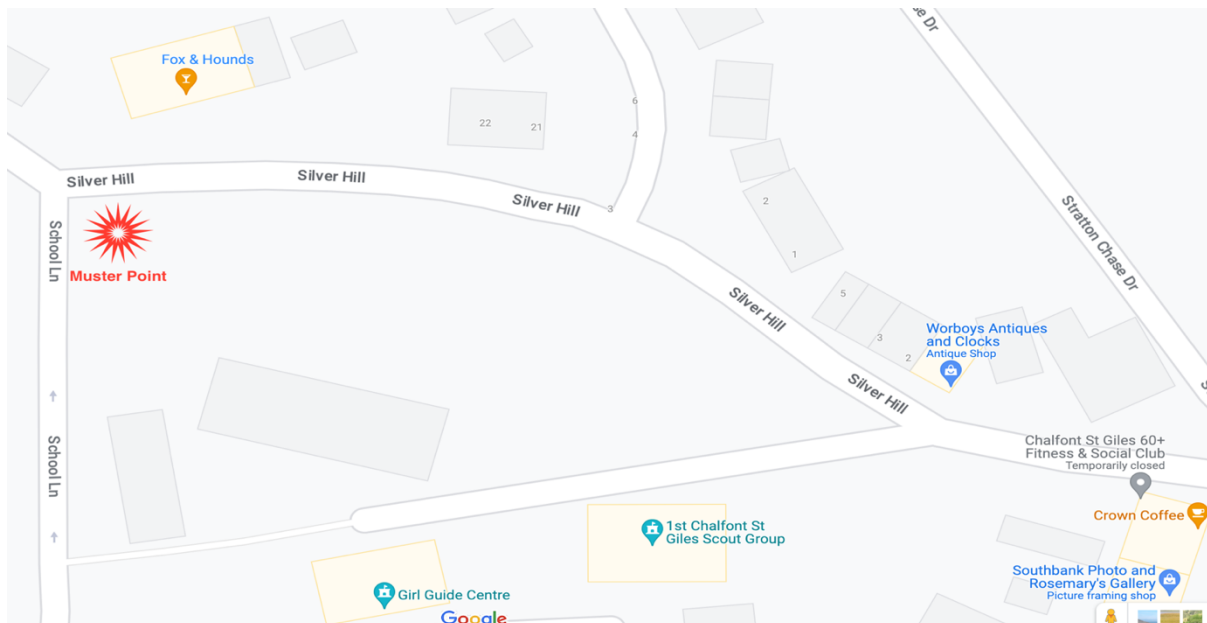 se Dr
Fox & Hounds
6
22
21
4
Silver Hill
Silver Hill
Silver Hill
3
2
Stratton Chase Dr
School Ln
Muster Point
1
Silver Hill
5
3
2
Worboys Antiques
and Clocks
Antique Shop
Silver Hill
School Ln
Chalfont St Giles 60+
Fitness & Social Club
Temporarily closed
Crown Coffee
1st Chalfont St
Giles Scout Group
Southbank Photo and
Rosemary's Gallery
Picture framing shop
Girl Guide Centre
Google